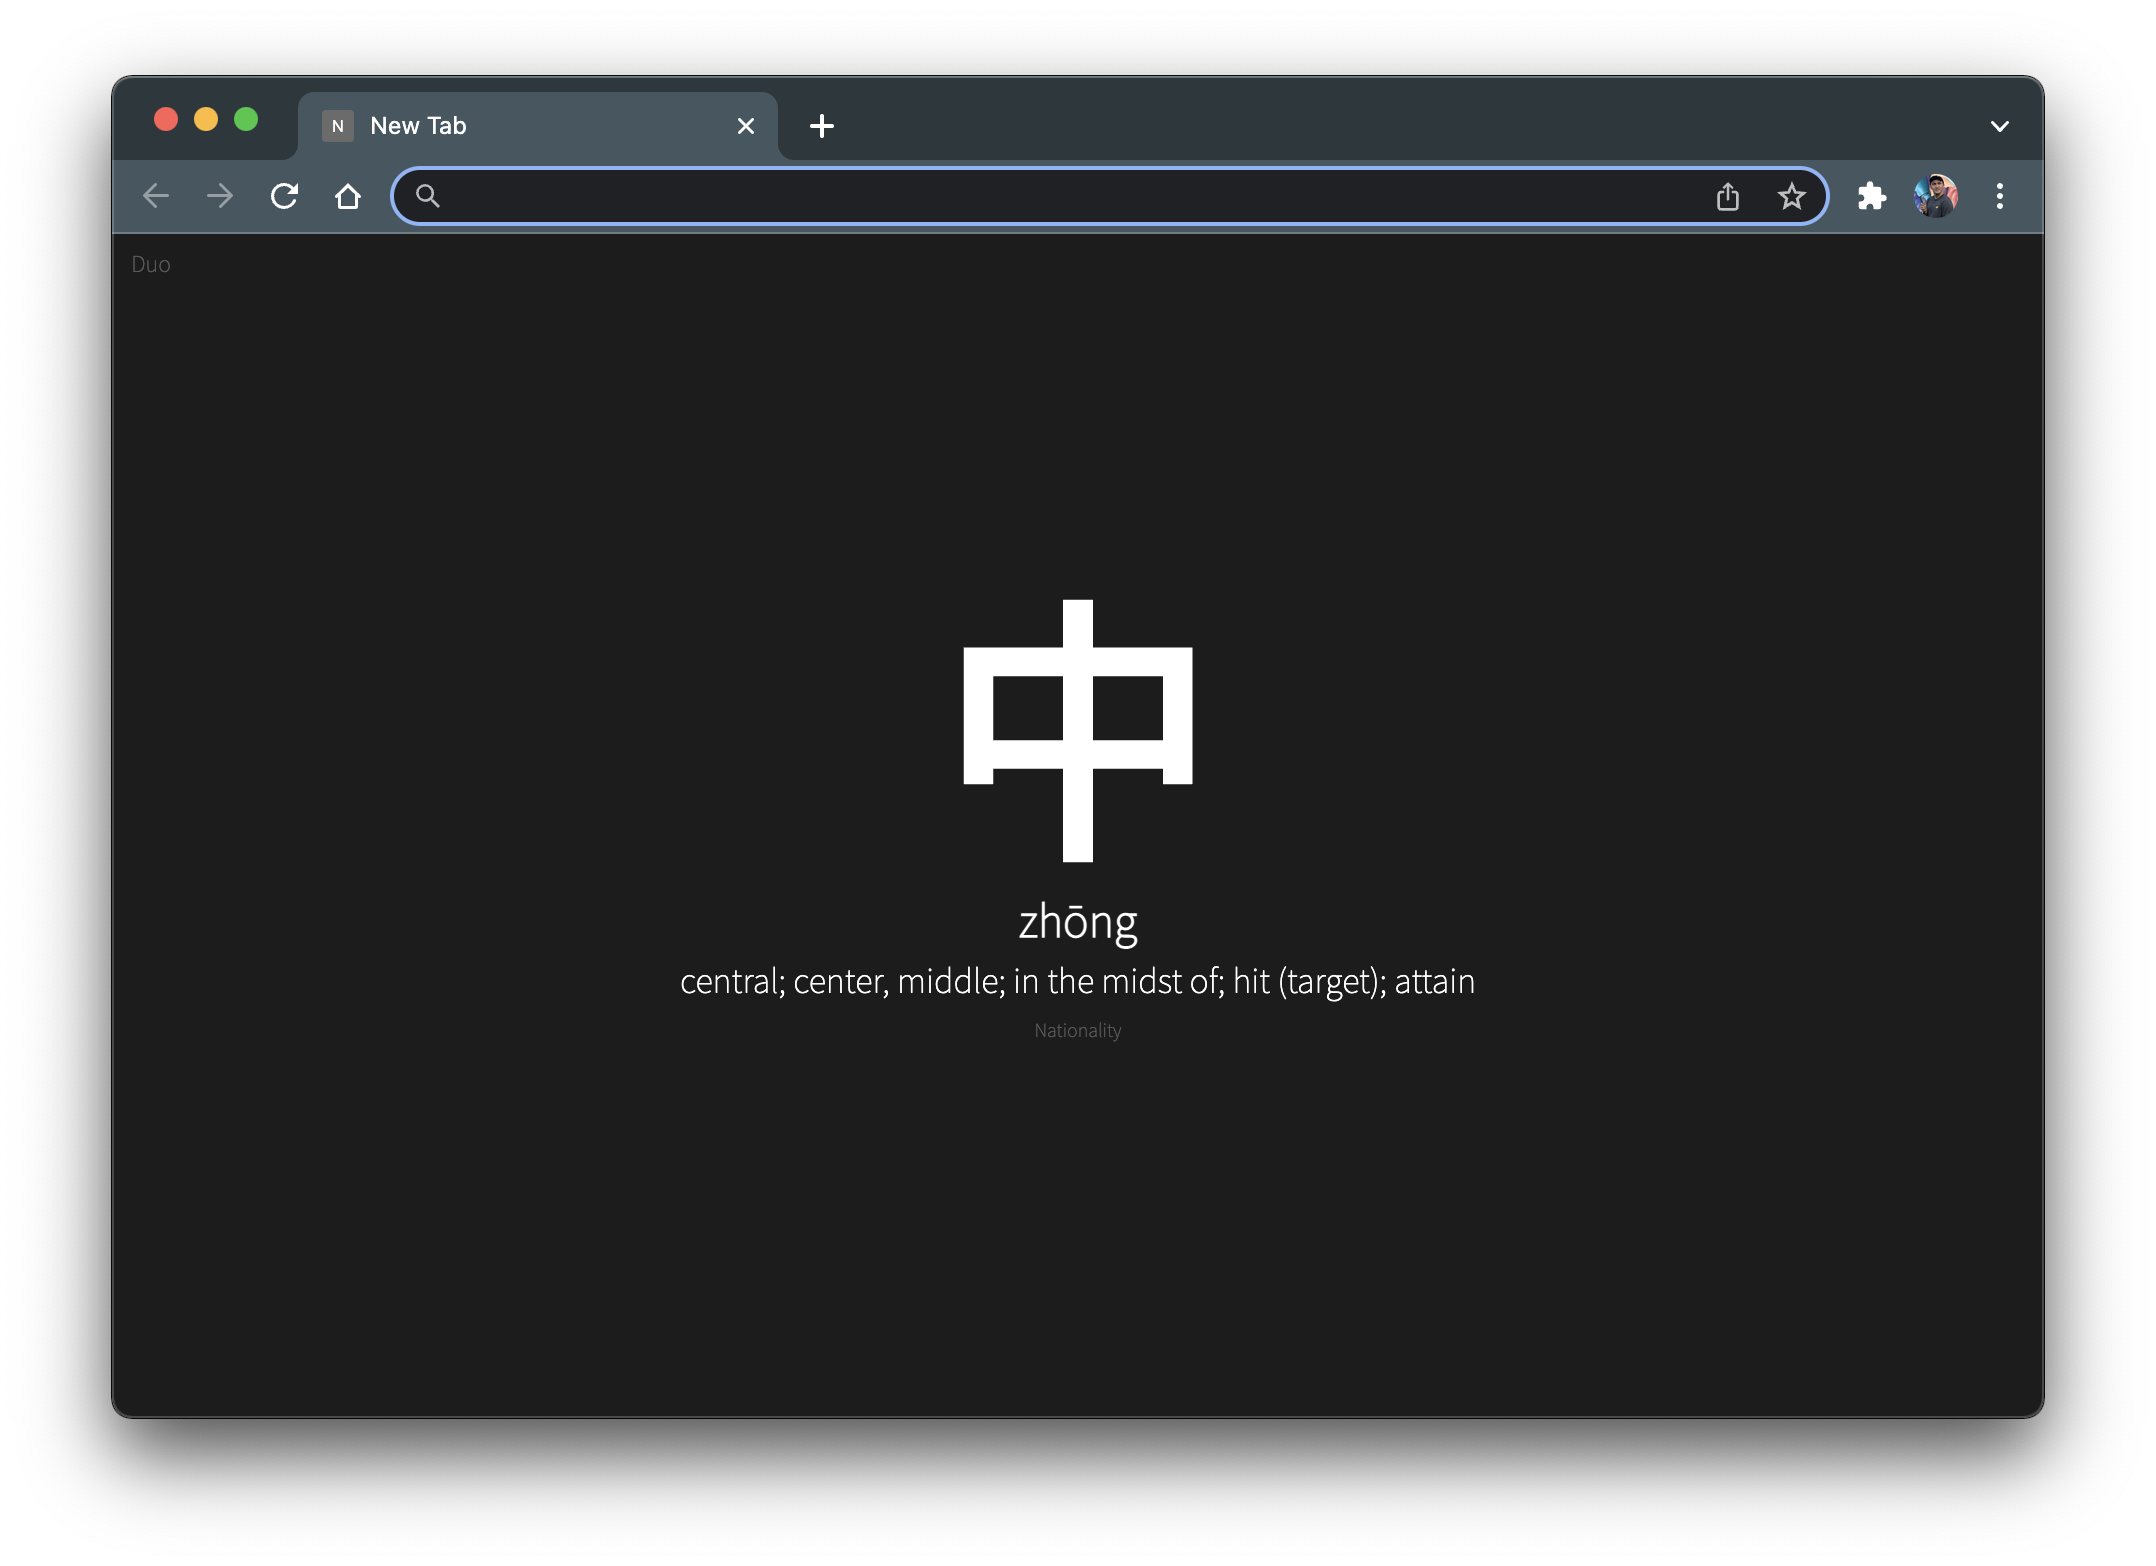 N New Tab
Duo
中
zhōng
central; center, middle; in the midst of; hit (target); attain
Nationality